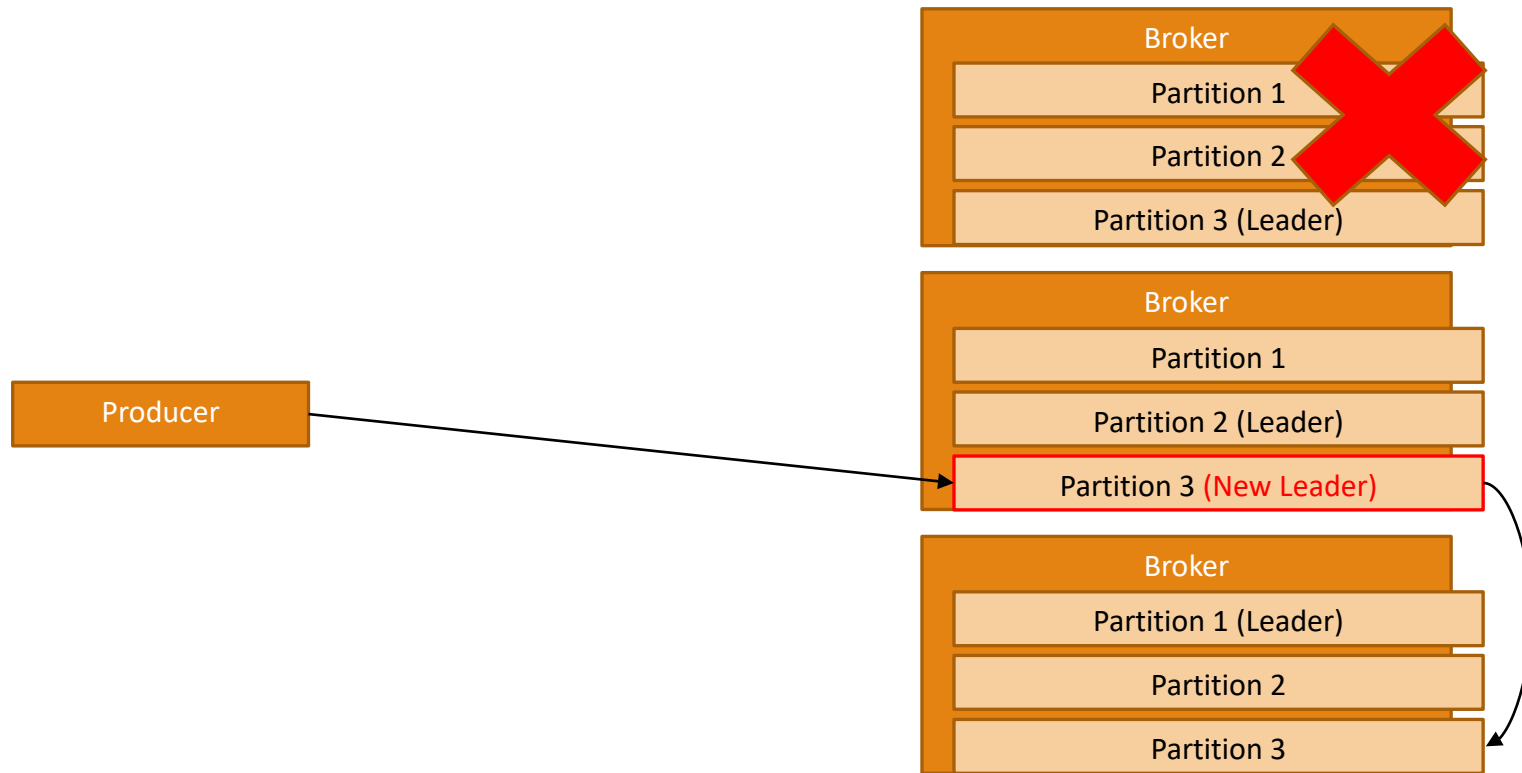 Broker
Partition 1
Partition 2
Partition 3 (Leader)
Broker
Partition 1
Producer
Partition 2 (Leader)
Partition 3 (New Leader)
Broker
Partition 1 (Leader)
Partition 2
Partition 3